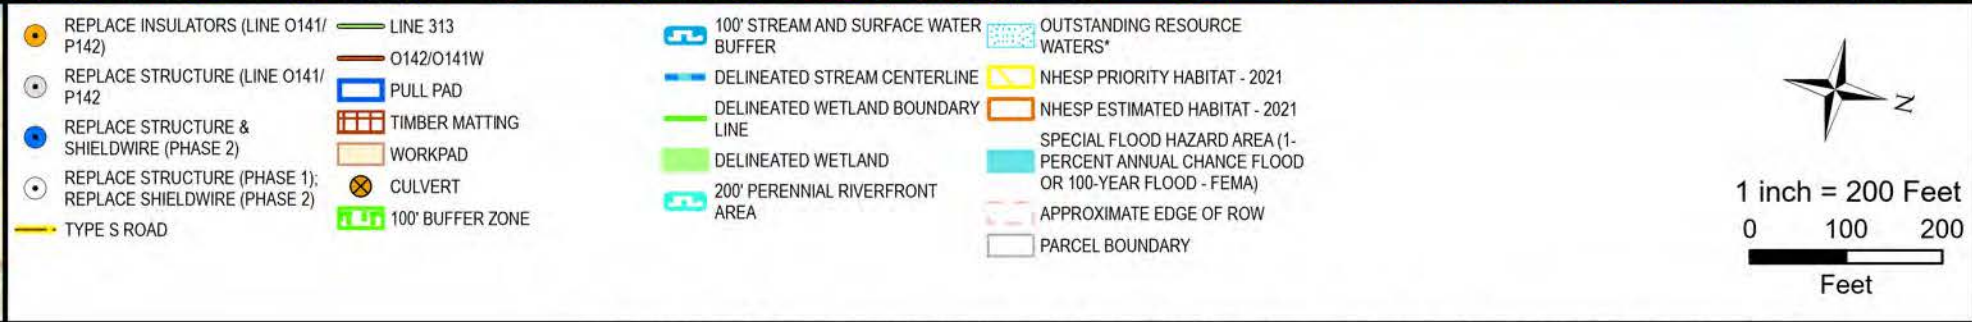 REPLACE INSULATORS (LINE O141/
P142)
REPLACE STRUCTURE (LINE O141/
P142
REPLACE STRUCTURE &
SHIELDWIRE (PHASE 2)
REPLACE STRUCTURE (PHASE 1);
REPLACE SHIELDWIRE (PHASE 2)
TYPE S ROAD
LINE 313
O142/O141W
PULL PAD
TIMBER MATTING
WORKPAD
CULVERT
100' BUFFER ZONE
100' STREAM AND SURFACE WATER
BUFFER
DELINEATED STREAM CENTERLINE
DELINEATED WETLAND BOUNDARY
LINE
DELINEATED WETLAND
200' PERENNIAL RIVERFRONT
AREA
OUTSTANDING RESOURCE
WATERS*
NHESP PRIORITY HABITAT - 2021
NHESP ESTIMATED HABITAT - 2021
SPECIAL FLOOD HAZARD AREA (1-
PERCENT ANNUAL CHANCE FLOOD
OR 100-YEAR FLOOD - FEMA)
APPROXIMATE EDGE OF ROW
PARCEL BOUNDARY
N
1 inch = 200 Feet
0 100 200
Feet